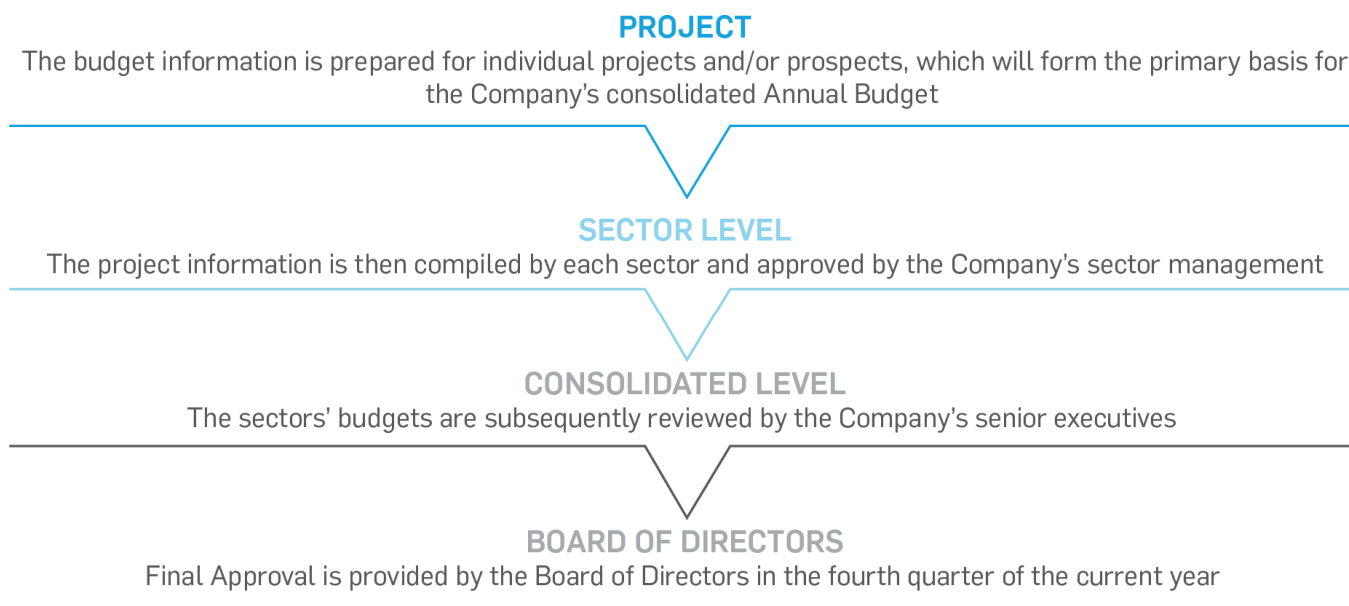 PROJECT
The budget information is prepared for individual projects and/or prospects, which will form the primary basis for
the Company's consolidated Annual Budget
SECTOR LEVEL
The project information is then compiled by each sector and approved by the Company's sector management
CONSOLIDATED LEVEL
The sectors' budgets are subsequently reviewed by the Company's senior executives
BOARD OF DIRECTORS
Final Approval is provided by the Board of Directors in the fourth quarter of the current year